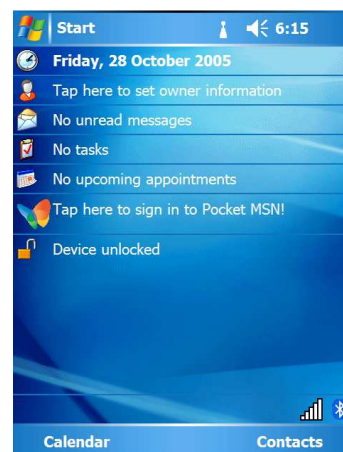 Start 6:15
Friday, 28 October 2005
Tap here to set owner information
No unread messages
No tasks
No upcoming appointments
Tap here to sign in to Pocket MSN!
Device unlocked
Calendar Contacts